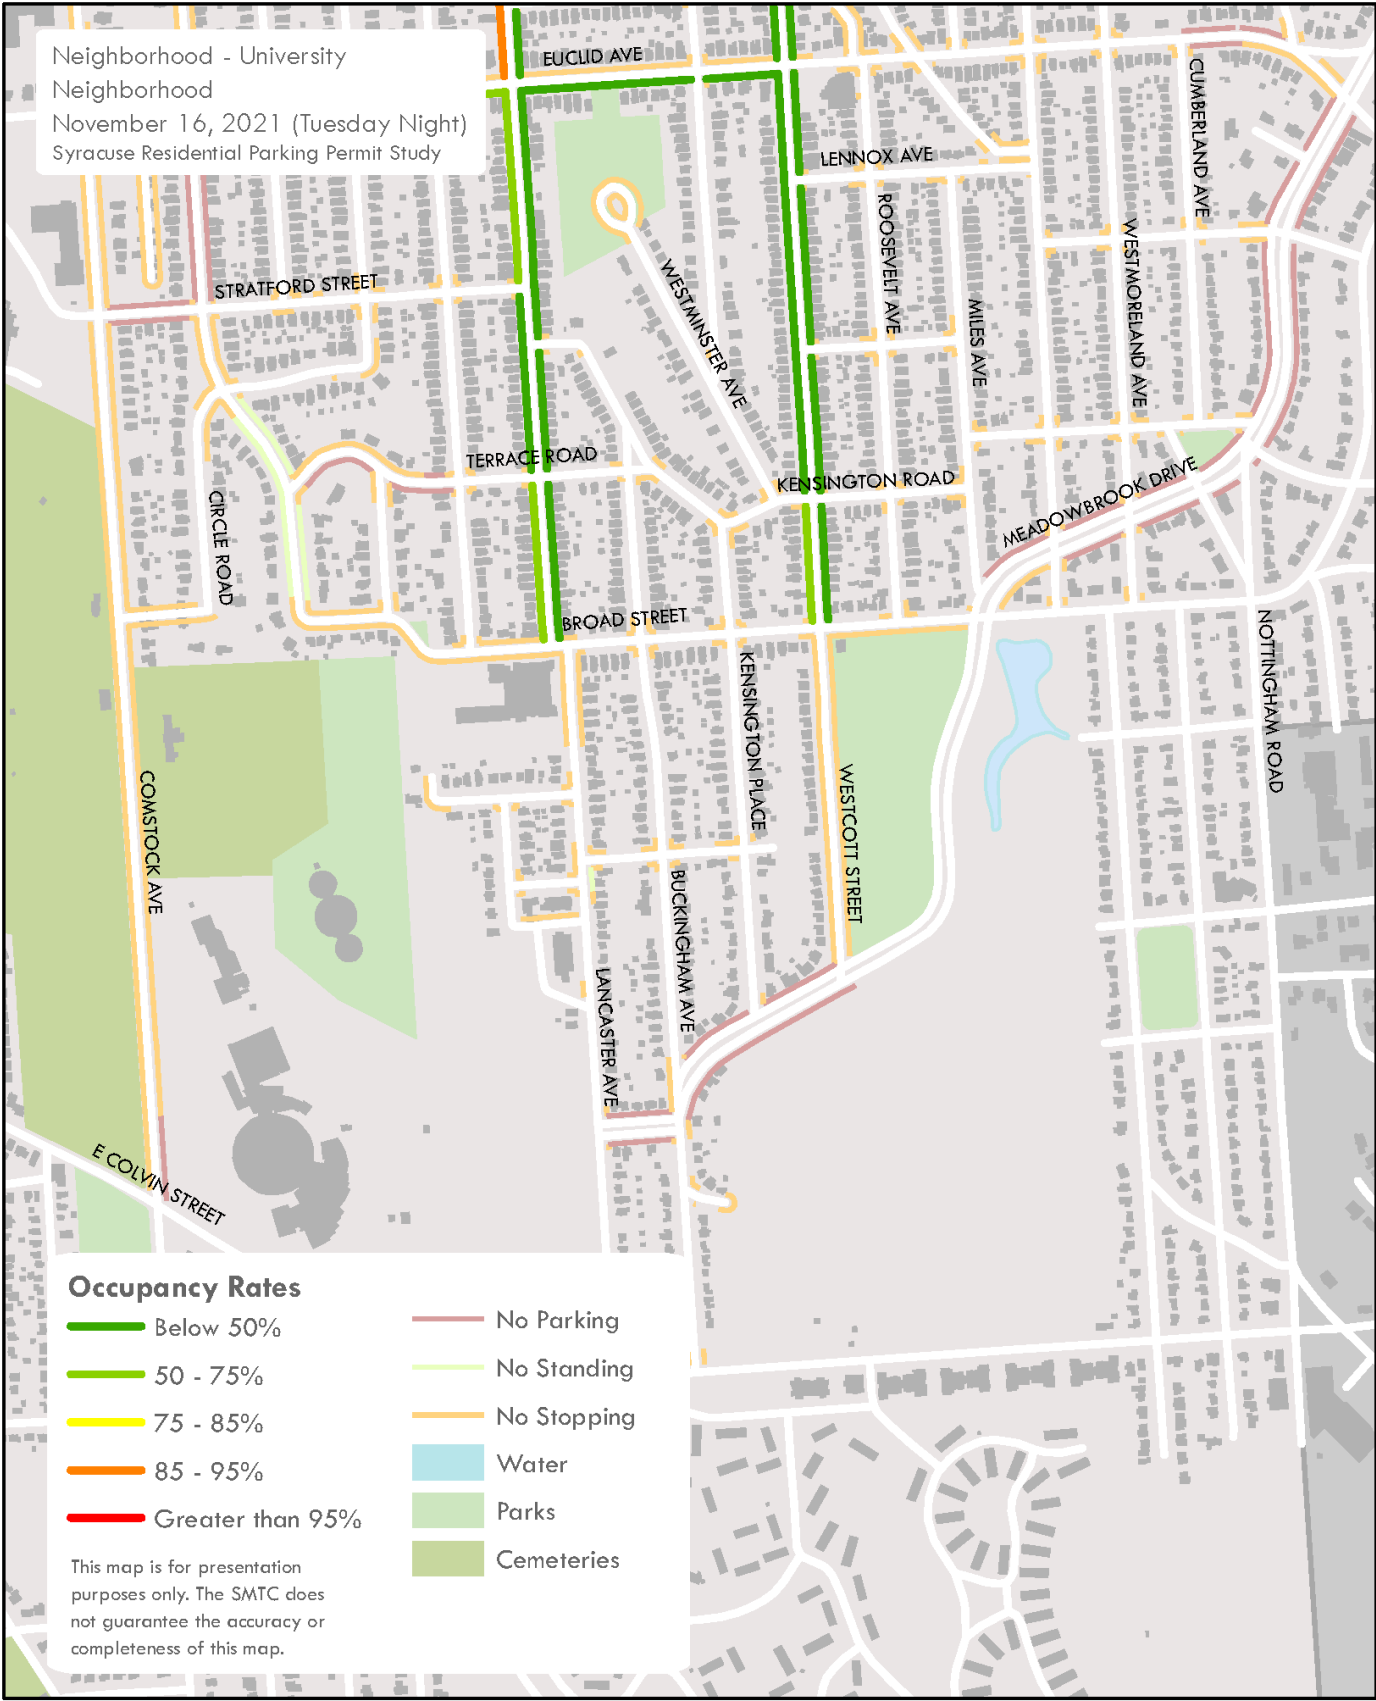 Neighborhood - University
Neighborhood
November 16, 2021 (Tuesday Night)
Syracuse Residential Parking Permit Study
EUCLID AVE
CUMBERLAND AVE
LENNOX AVE
ROOSEVELT AVE
WESTMORELAND AVE
STRATFORD STREET
WESTMINSTER AVE
MILES AVE
TERRACE ROAD
KENSINGTON ROAD
MEADOWBROOK DRIVE
CIRCLE ROAD
BROAD STREET
NOTTINGHAM ROAD
KENSINGTON PLACE
COMSTOCK AVE
WESTCOTT STREET
BUCKINGHAM AVE
LANCASTER AVE
E COLVIN STREET
Occupancy Rates
Below 50%
50 - 75%
75 - 85%
85 - 95%
Greater than 95%
No Parking
No Standing
No Stopping
Water
Parks
Cemeteries
This map is for presentation
purposes only. The SMTC does
not guarantee the accuracy or
completeness of this map.